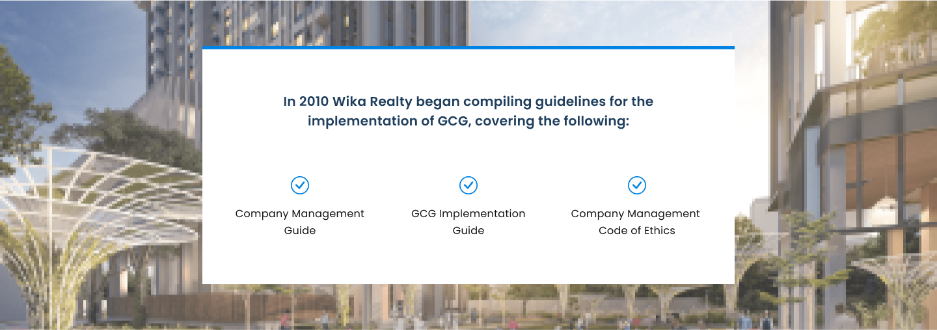 In 2010 Wika Realty began compiling guidelines for the
implementation of GCG, covering the following:
Company Management
Guide
GCG Implementation
Guide
Company Management
Code of Ethics